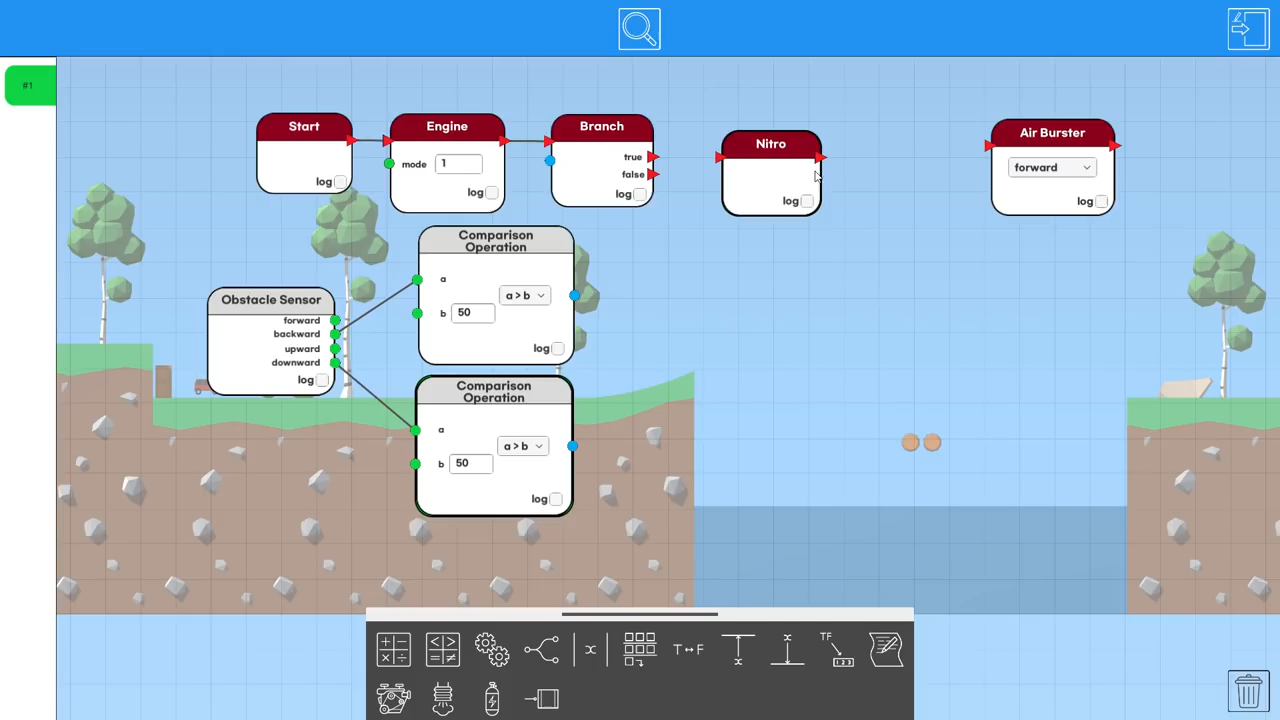 #1
Start
log
Engine
mode 1
log
Branch
true
false
log
Nitro
log
Air Burster
forward
log
Comparison
Operation
a
a > b
b 50
log
Obstacle Sensor
forward
backward
upward
downward
log
Comparison
Operation
a
a > b
b 50
log
+ -
× ÷
< >
= ≠
x
T↔F
x
x
TF
123